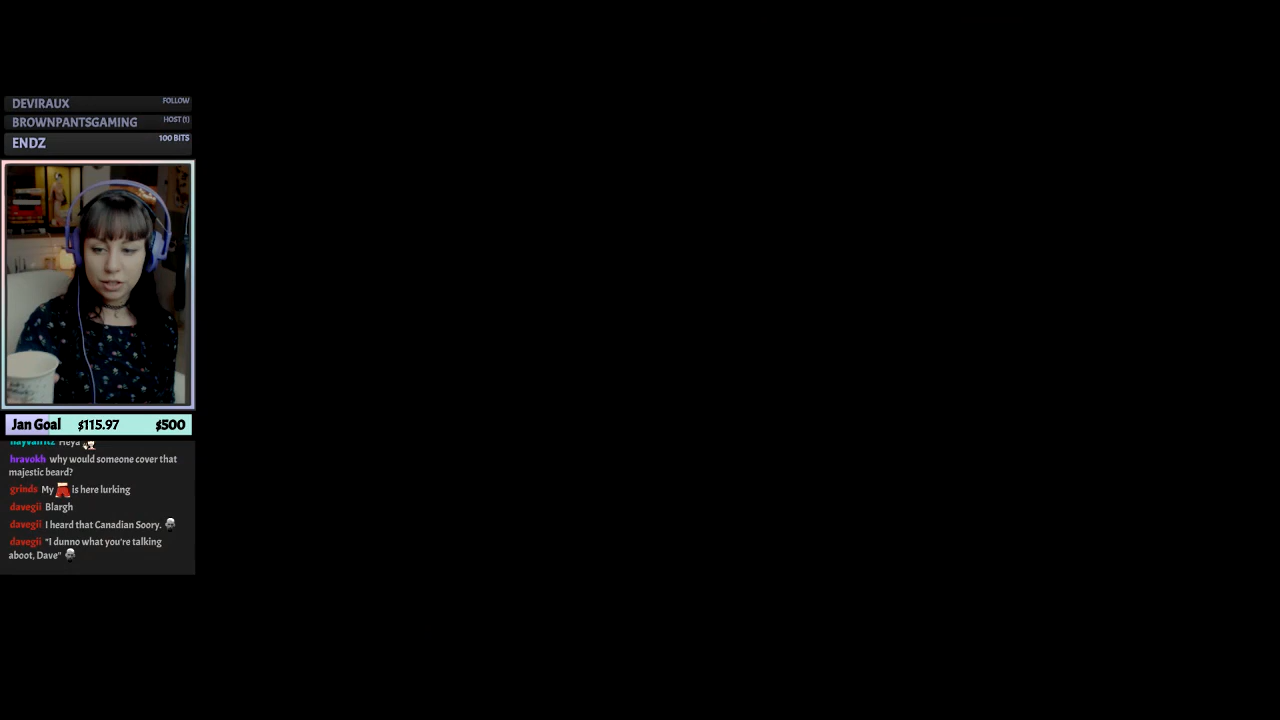 DEVIRAUX FOLLOW
BROWNPANTSGAMING HOST (1)
ENDZ 100 BITS
Jan Goal $115.97 $500
Heya
hravokh why would someone cover that
majestic beard?
grinds My is here lurking
davegii Blargh
davegii I heard that Canadian Soory.
davegii "I dunno what you're talking
aboot, Dave"